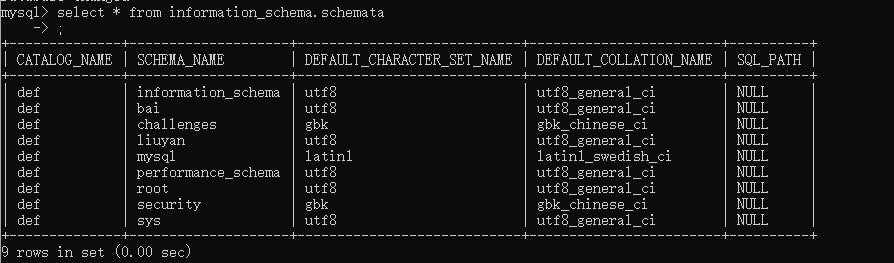 mysql> select * from information_schema.schemata
    -> ;
+--------------+--------------------+----------------------------+------------------------+----------+
| CATALOG_NAME | SCHEMA_NAME        | DEFAULT_CHARACTER_SET_NAME | DEFAULT_COLLATION_NAME | SQL_PATH |
+--------------+--------------------+----------------------------+------------------------+----------+
| def          | information_schema | utf8                       | utf8_general_ci        | NULL     |
| def          | bai                | utf8                       | utf8_general_ci        | NULL     |
| def          | challenges         | gbk                        | gbk_chinese_ci         | NULL     |
| def          | liuyan             | utf8                       | utf8_general_ci        | NULL     |
| def          | mysql              | latin1                     | latin1_swedish_ci      | NULL     |
| def          | performance_schema | utf8                       | utf8_general_ci        | NULL     |
| def          | root               | utf8                       | utf8_general_ci        | NULL     |
| def          | security           | gbk                        | gbk_chinese_ci         | NULL     |
| def          | sys                | utf8                       | utf8_general_ci        | NULL     |
+--------------+--------------------+----------------------------+------------------------+----------+
9 rows in set (0.00 sec)